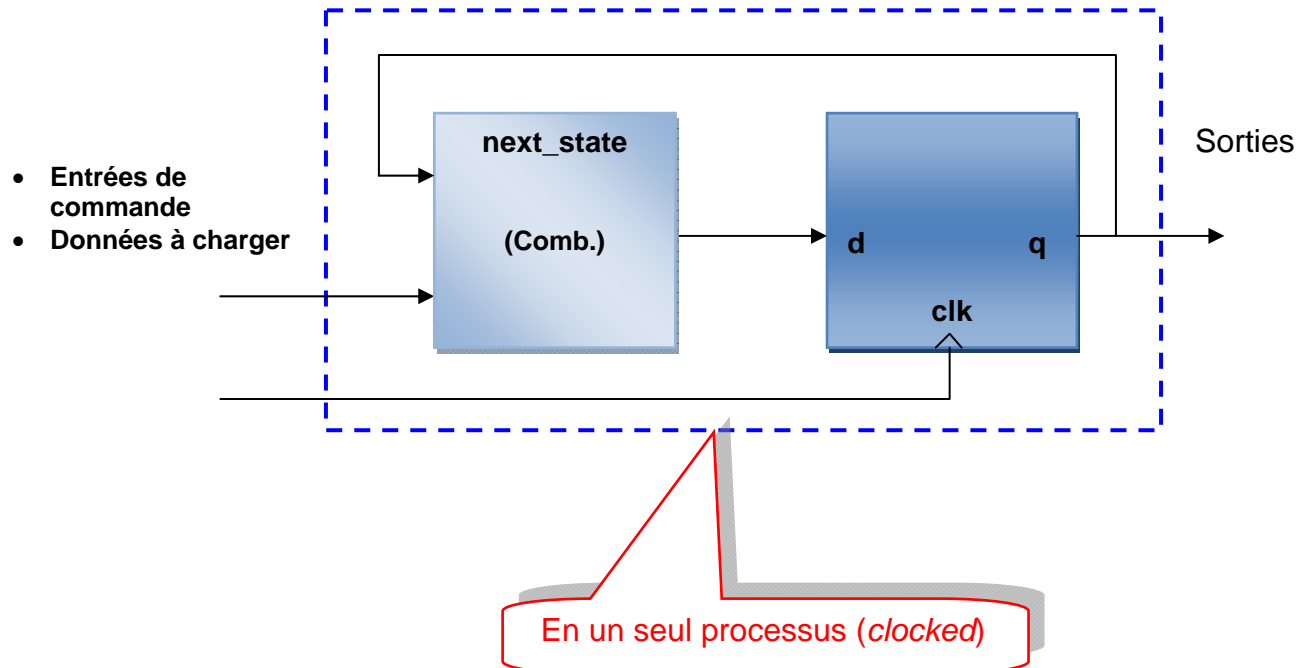 • Entrées de
commande
• Données à charger
next_state
(Comb.)
d
q
clk
Sorties
En un seul processus (clocked)